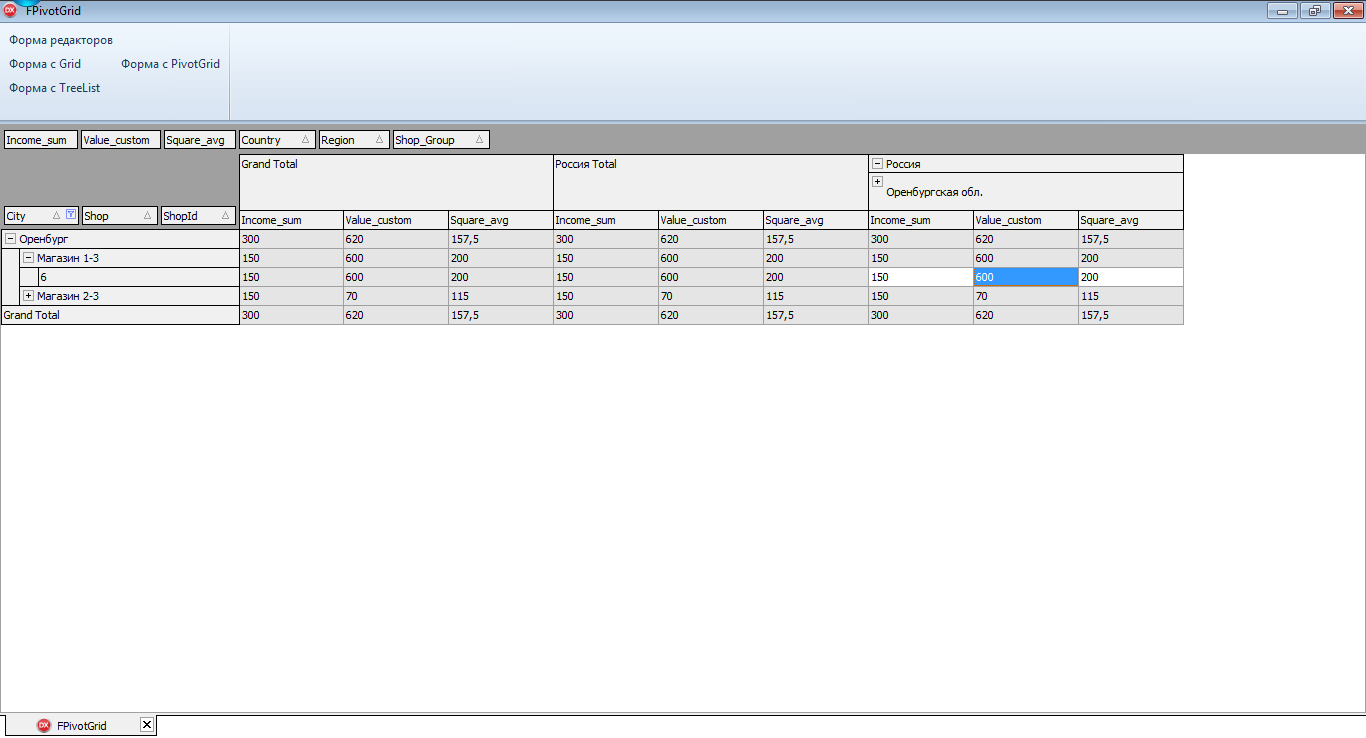 FPivotGrid
Форма редакторов
Форма с Grid Форма с PivotGrid
Форма с TreeList
Income_sum Value_custom Square_avg Country Region Shop_Group
Grand Total Россия Total Россия
Оренбургская обл.
City Shop ShopId Income_sum Value_custom Square_avg Income_sum Value_custom Square_avg Income_sum Value_custom Square_avg
Оренбург 300 620 157,5 300 620 157,5 300 620 157,5
Магазин 1-3 150 600 200 150 600 200 150 600 200
6 150 600 200 150 600 200 150 600 200
Магазин 2-3 150 70 115 150 70 115 150 70 115
Grand Total 300 620 157,5 300 620 157,5 300 620 157,5
DX FPivotGrid